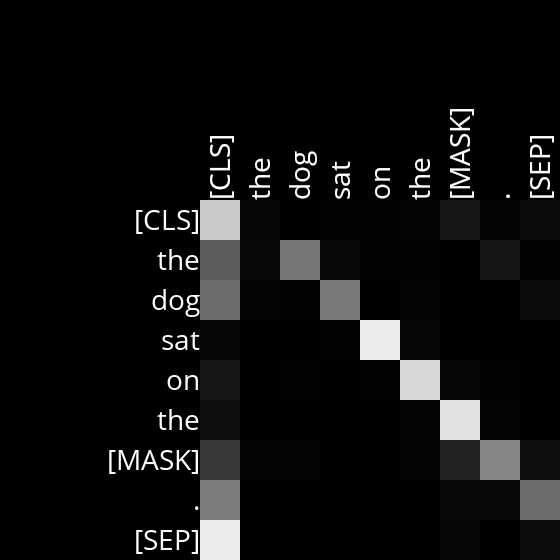 [CLS] the dog sat on the [MASK] . [SEP]
[CLS]
the
dog
sat
on
the
[MASK]
.
[SEP]